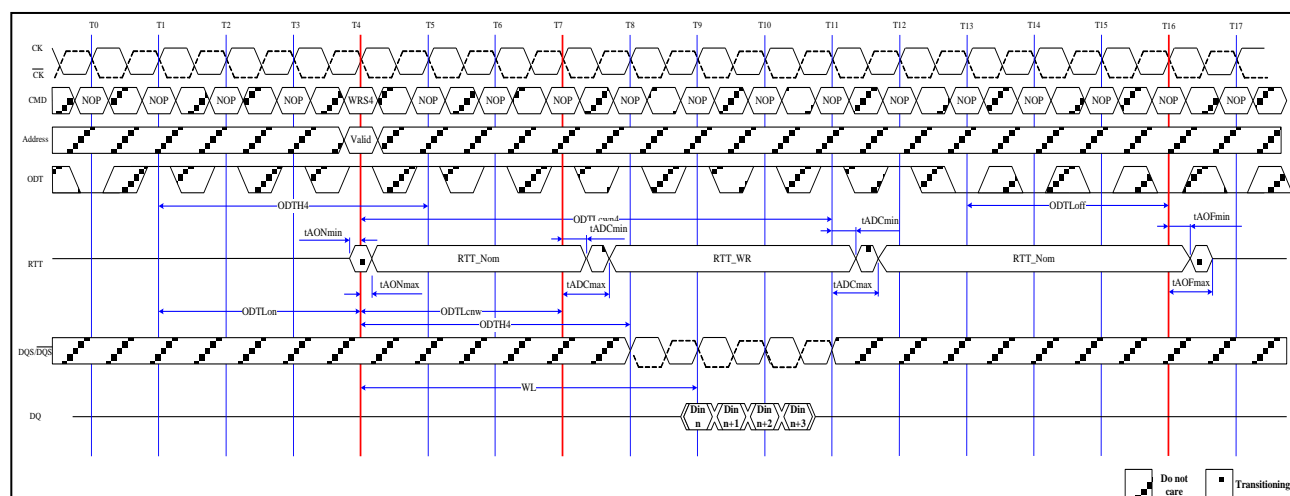 T0 T1 T2 T3 T4 T5 T6 T7 T8 T9 T10 T11 T12 T13 T14 T15 T16 T17
CK
CK
CMD NOP NOP NOP NOP WRS4 NOP NOP NOP NOP NOP NOP NOP NOP NOP NOP NOP NOP NOP
Address Valid
ODT
ODTH4 ODTLcwn4 ODTLoff
tAONmin tADCmin tADCmin tAOFmin
RTT RTT_Nom RTT_WR RTT_Nom
tAONmax tADCmax tADCmax tAOFmax
ODTLon ODTLcnw
ODTH4
DQS/DQS
WL
DQ Din n Din n+1 Din n+2 Din n+3
Do not care Transitioning